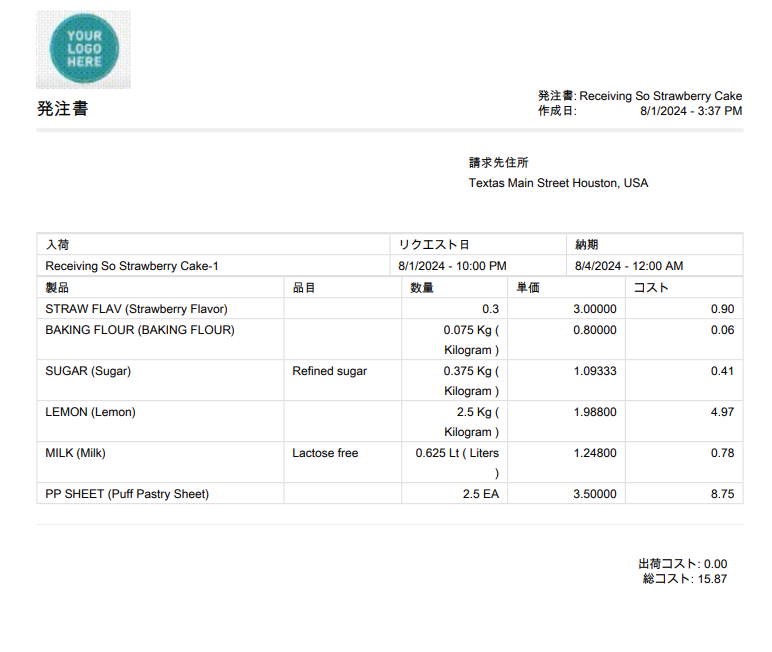 YOUR
LOGO
HERE
発注書
発注書: Receiving So Strawberry Cake
作成日: 8/1/2024 - 3:37 PM
請求先住所
Textas Main Street Houston, USA
入荷 リクエスト日 納期
Receiving So Strawberry Cake-1 8/1/2024 - 10:00 PM 8/4/2024 - 12:00 AM
製品 品目 数量 単価 コスト
STRAW FLAV (Strawberry Flavor) 0.3 3.00000 0.90
BAKING FLOUR (BAKING FLOUR) 0.075 Kg ( 0.80000 0.06
Kilogram )
SUGAR (Sugar) Refined sugar 0.375 Kg ( 1.09333 0.41
Kilogram )
LEMON (Lemon) 2.5 Kg ( 1.98800 4.97
Kilogram )
MILK (Milk) Lactose free 0.625 Lt ( Liters 1.24800 0.78
)
PP SHEET (Puff Pastry Sheet) 2.5 EA 3.50000 8.75
出荷コスト: 0.00
総コスト: 15.87